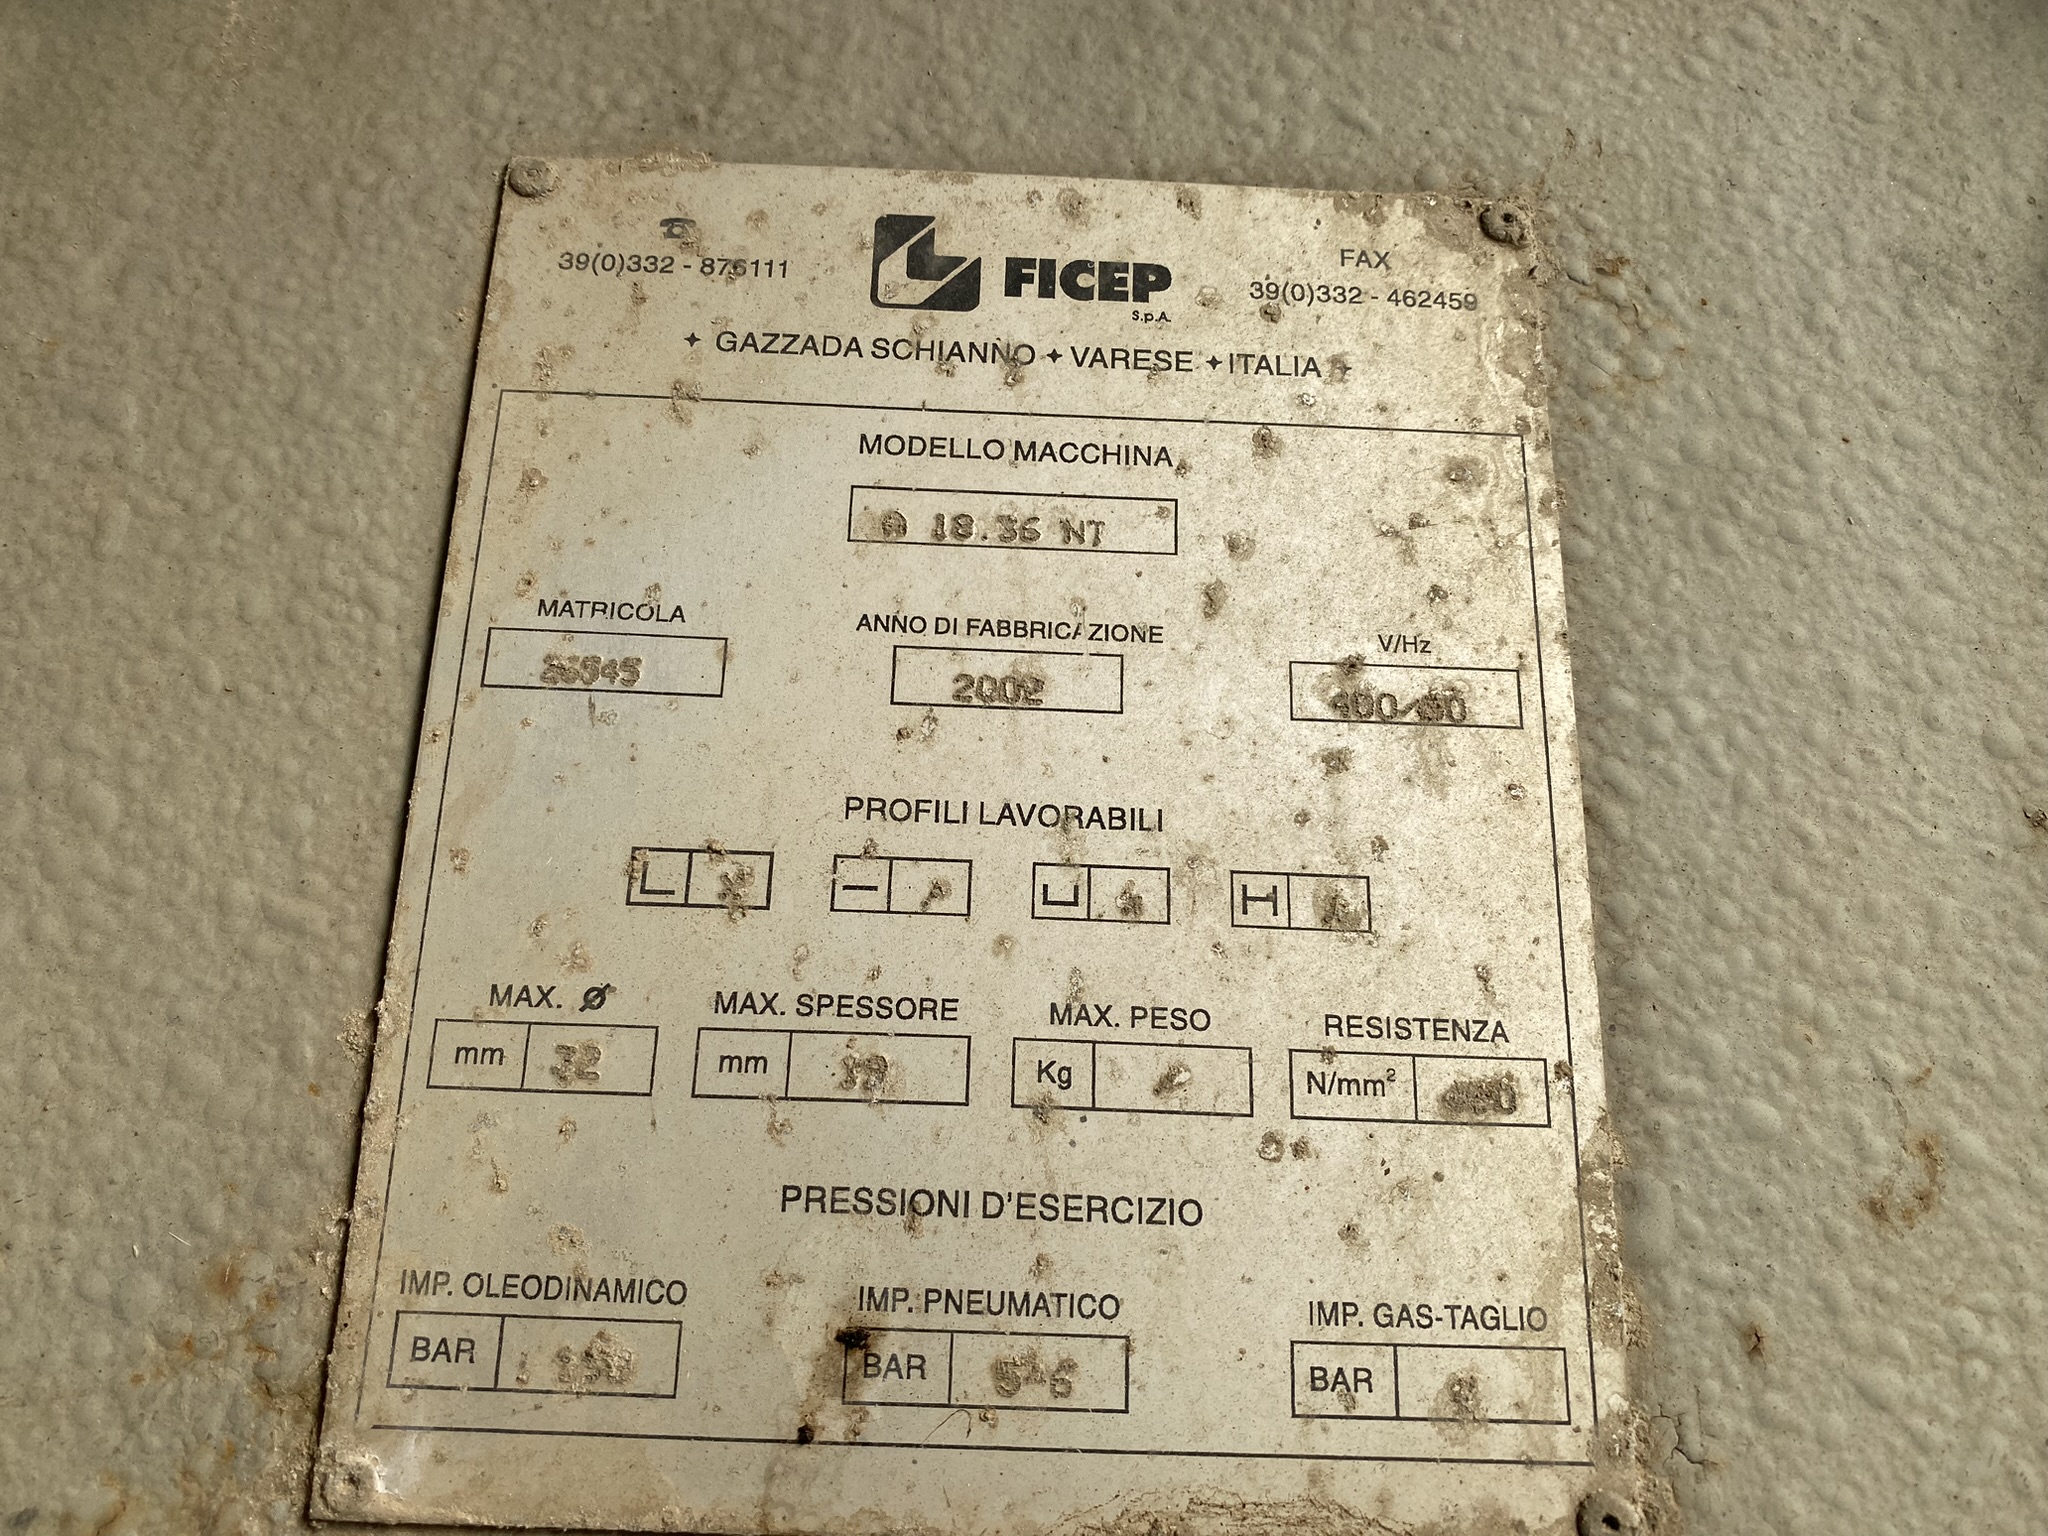 39(0)332 - 876111
FICEP
S.p.A.
FAX
39(0)332 - 462459
GAZZADA SCHIANNO ✦ VARESE ✦ ITALIA
MODELLO MACCHINA
18.36 NT
MATRICOLA
ANNO DI FABBRICAZIONE
2002
V/Hz
PROFILI LAVORABILI
MAX. Ø
mm 32
MAX. SPESSORE
mm
MAX. PESO
Kg
RESISTENZA
N/mm²
PRESSIONI D'ESERCIZIO
IMP. OLEODINAMICO
BAR
IMP. PNEUMATICO
BAR
IMP. GAS-TAGLIO
BAR